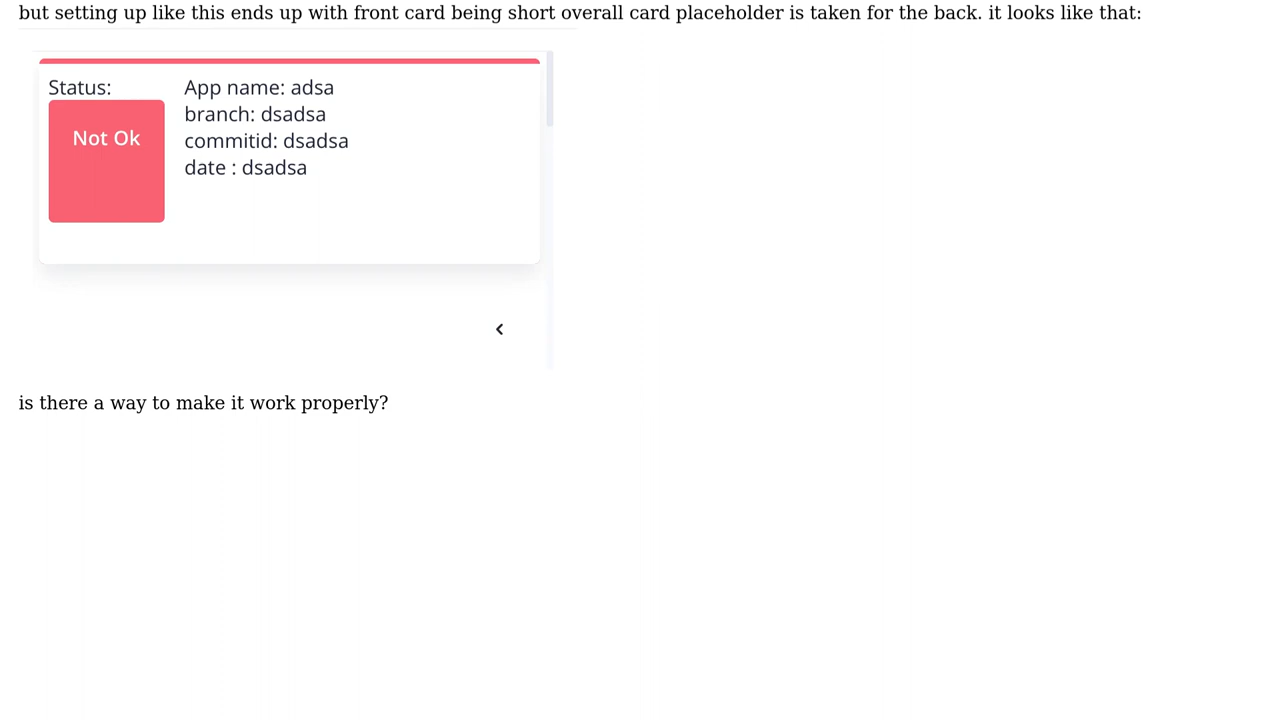 but setting up like this ends up with front card being short overall card placeholder is taken for the back. it looks like that:
Status:
Not Ok
App name: adsa
branch: dsadsa
commitid: dsadsa
date : dsadsa
is there a way to make it work properly?